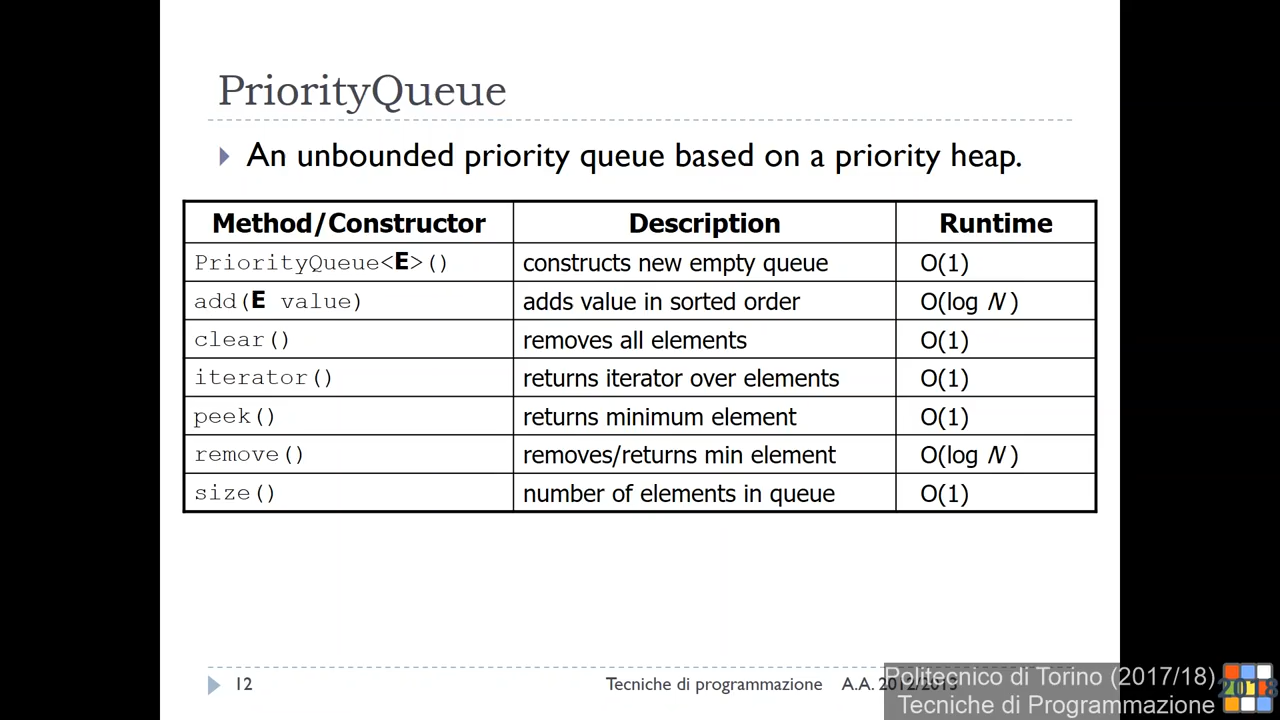 PriorityQueue
An unbounded priority queue based on a priority heap.
Method/Constructor Description Runtime
PriorityQueue<E>() constructs new empty queue O(1)
add(E value) adds value in sorted order O(log N)
clear() removes all elements O(1)
iterator() returns iterator over elements O(1)
peek() returns minimum element O(1)
remove() removes/returns min element O(log N)
size() number of elements in queue O(1)
12 Tecniche di programmazione A.A. 2012/2013
Politecnico di Torino (2017/18)
Tecniche di Programmazione
2018